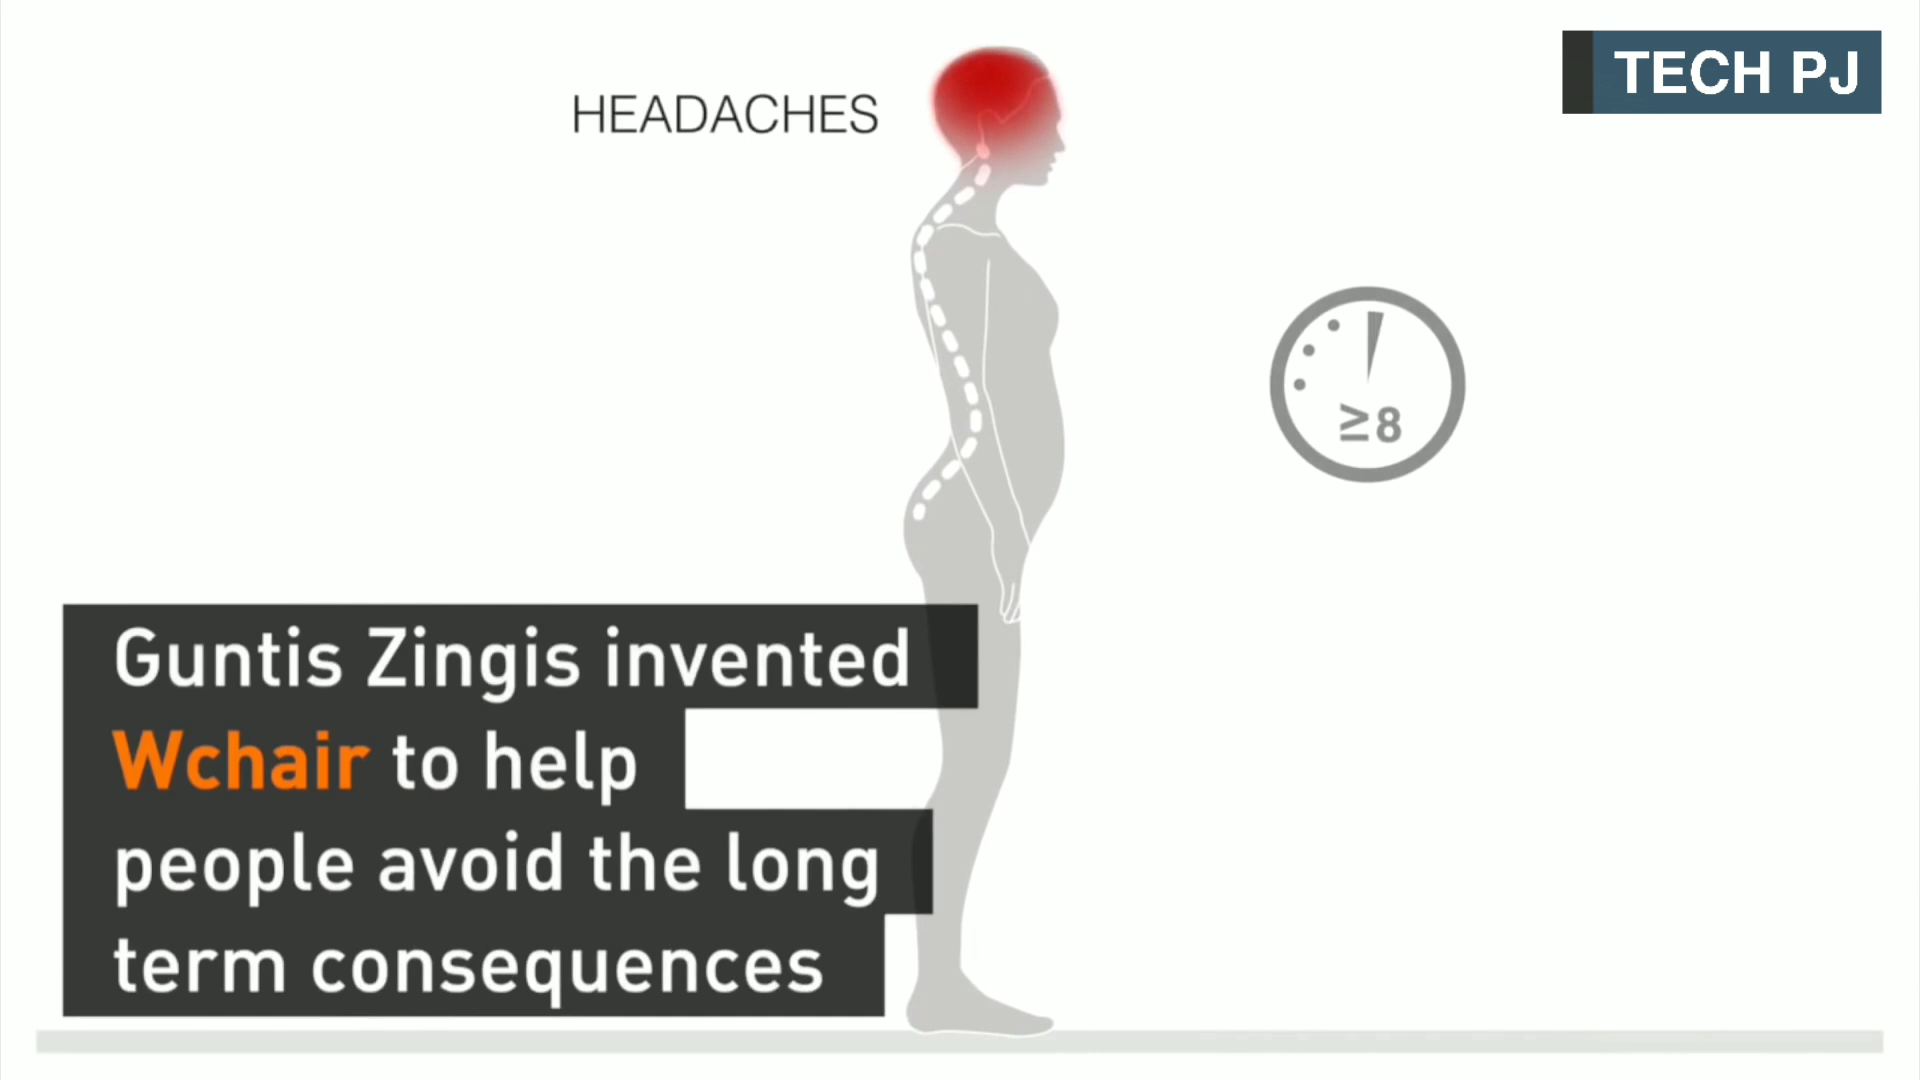 HEADACHES
TECH PJ
≥8
Guntis Zingis invented
Wchair to help
people avoid the long
term consequences